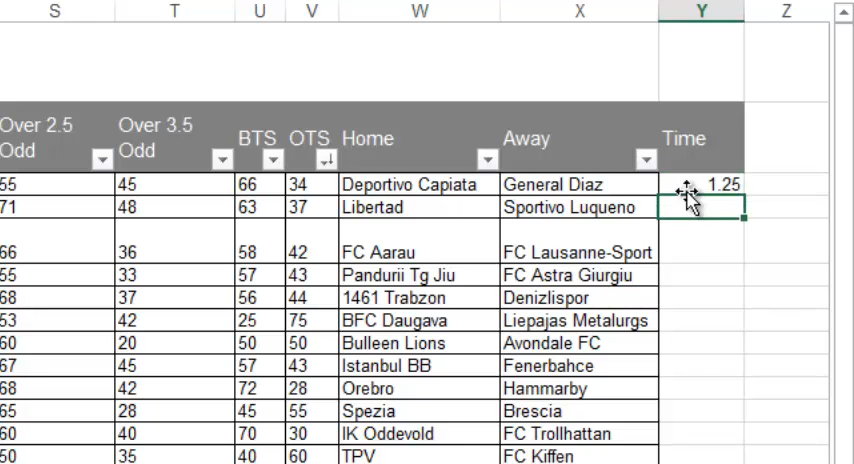 S T U V W X Y Z
Over 2.5 Odd Over 3.5 Odd BTS OTS Home Away Time
55 45 66 34 Deportivo Capiata General Diaz 1.25
71 48 63 37 Libertad Sportivo Luqueno
66 36 58 42 FC Aarau FC Lausanne-Sport
55 33 57 43 Pandurii Tg Jiu FC Astra Giurgiu
68 37 56 44 1461 Trabzon Denizlispor
53 42 25 75 BFC Daugava Liepajas Metalurgs
60 20 50 50 Bulleen Lions Avondale FC
67 45 57 43 Istanbul BB Fenerbahce
68 42 72 28 Orebro Hammarby
65 28 45 55 Spezia Brescia
60 40 70 30 IK Oddevold FC Trollhattan
50 35 40 60 TPV FC Kiffen